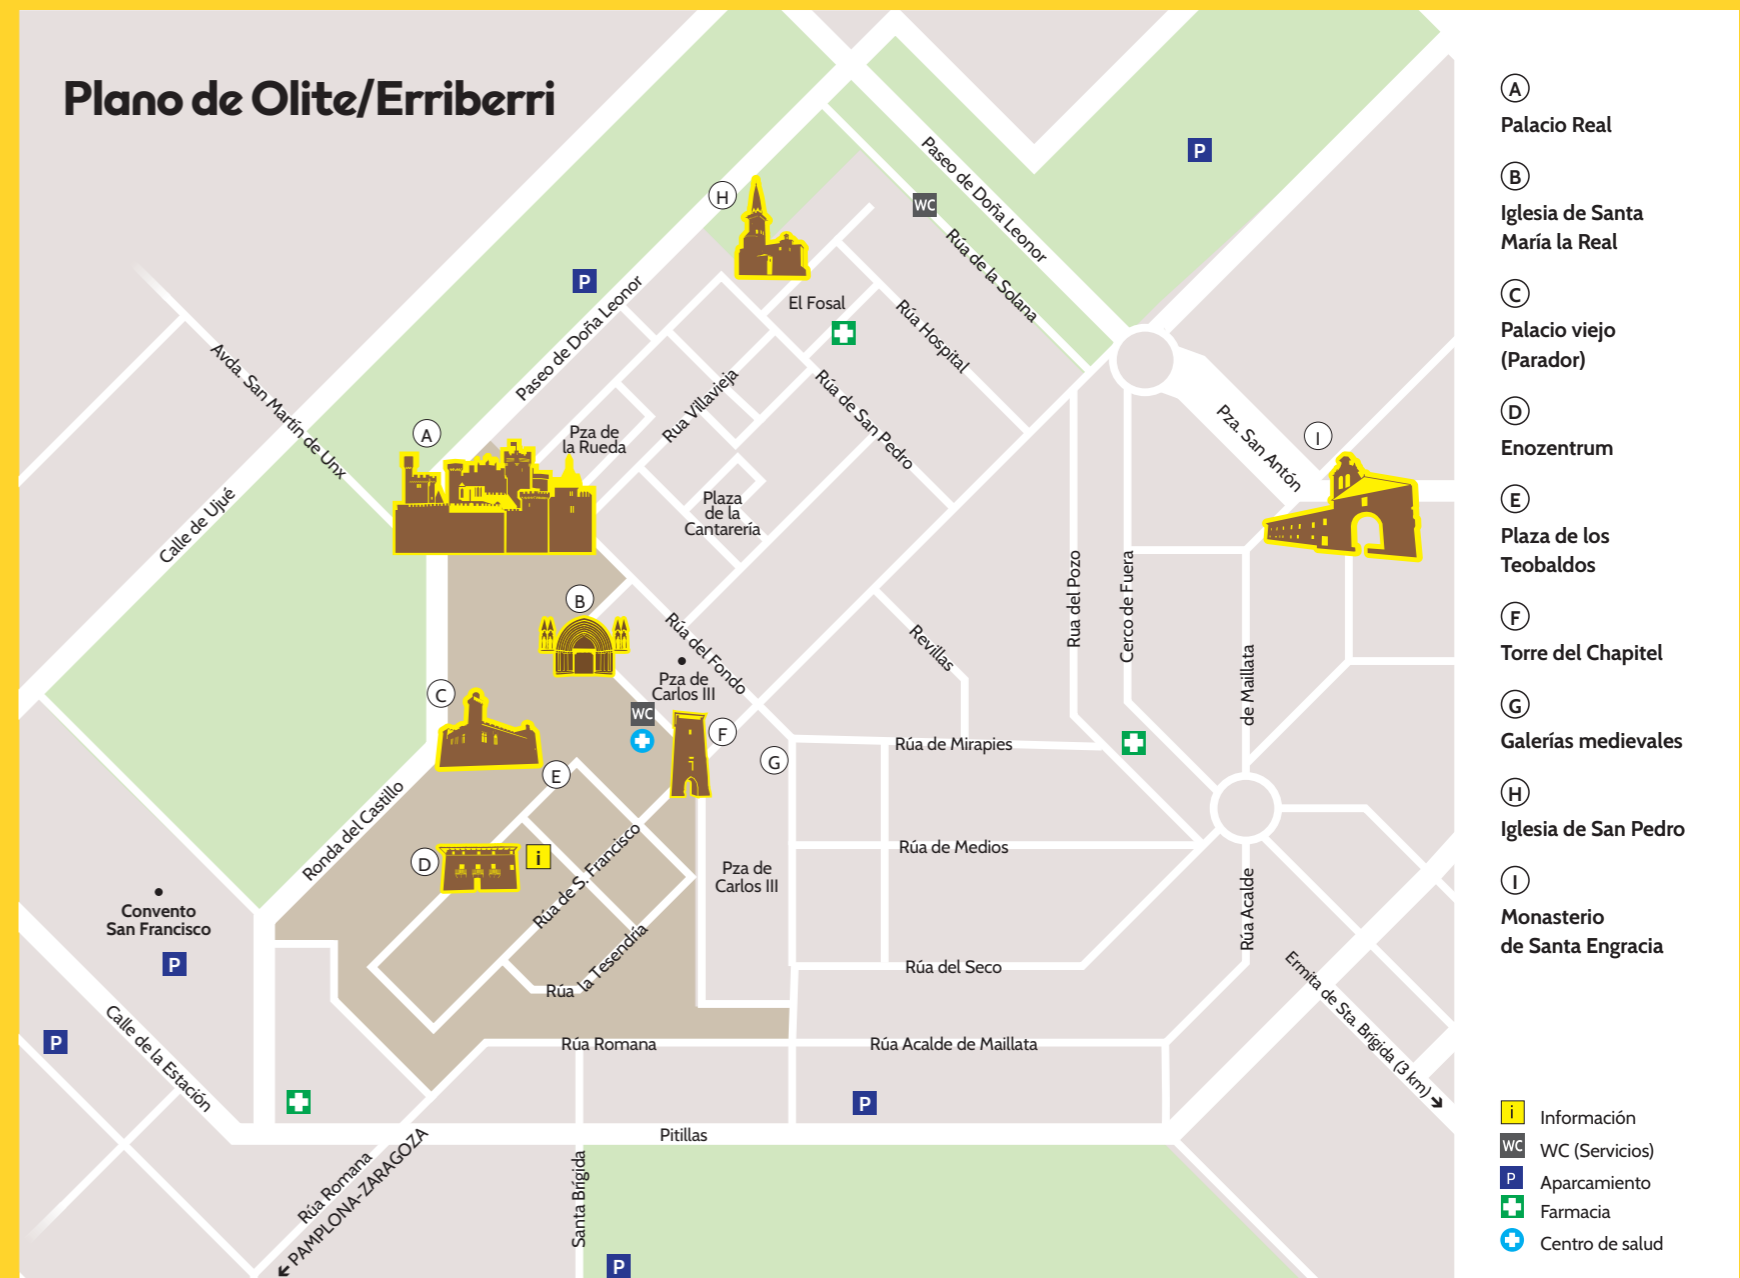 Plano de Olite/Erriberri
A
Palacio Real
B
Iglesia de Santa
María la Real
C
Palacio viejo
(Parador)
D
Enozentrum
E
Plaza de los
Teobaldos
F
Torre del Chapitel
G
Galerías medievales
H
Iglesia de San Pedro
I
Monasterio
de Santa Engracia
i Información
WC WC (Servicios)
P Aparcamiento
Farmacia
Centro de salud
P
Paseo de Doña Leonor
H
WC
Rúa de la Solana
P
Paseo de Doña Leonor
El Fosal
Rúa Hospital
Avda. San Martín de Unx
Rua Villavieja
Rúa de San Pedro
Pza. San Antón
I
A
Pza de
la Rueda
Calle de Ujué
Plaza
de la
Cantarería
Rua del Pozo
Cerco de Fuera
B
Rúa del Fondo
Revillas
de Maillata
Pza de
Carlos III
C
WC
F
i
G
Rúa de Mirapies
E
Ronda del Castillo
D
i
Rúa de S. Francisco
Pza de
Carlos III
Rúa de Medios
Rúa Acalde
Convento
San Francisco
P
Rúa la Tesendría
Rúa del Seco
Ermita de Sta. Brígida (3 km)
P
Calle de la Estación
Rúa Romana
Rúa Acalde de Maillata
P
Pitillas
Rúa Romana
PAMPLONA-ZARAGOZA
Santa Brígida
P